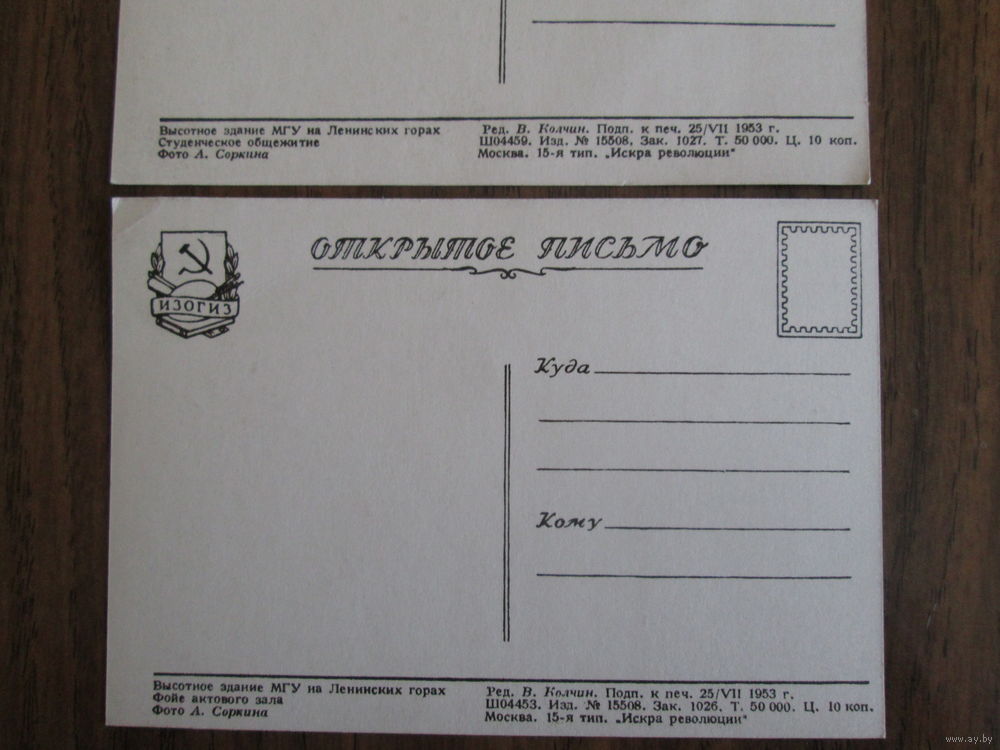 Высотное здание МГУ на Ленинских горах
Студенческое общежитие
Фото А. Соркина
Ред. В. Колчин. Подп. к печ. 25/VII 1953 г.
Ш04459. Изд. № 15508. Зак. 1027. Т. 50 000. Ц. 10 коп.
Москва. 15-я тип. „Искра революции"
ОТКРЫТОЕ ПИСЬМО
ИЗОГИЗ
Куда
Кому
Высотное здание МГУ на Ленинских горах
Фойе актового зала
Фото А. Соркина
Ред. В. Колчин. Подп. к печ. 25/VII 1953 г.
Ш04453. Изд. № 15508. Зак. 1026. Т. 50 000. Ц. 10 коп.
Москва. 15-я тип. „Искра революции"
www.ay.by